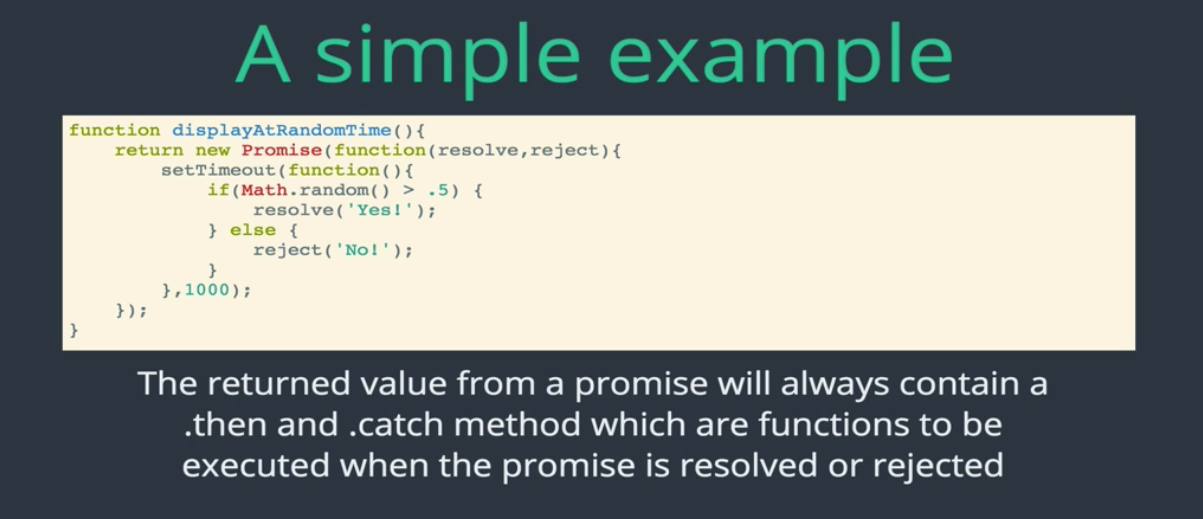 A simple example
function displayAtRandomTime(){
    return new Promise(function(resolve,reject){
        setTimeout(function(){
            if(Math.random() > .5) {
                resolve('Yes!');
            } else {
                reject('No!');
            }
        },1000);
    });
}
The returned value from a promise will always contain a
.then and .catch method which are functions to be
executed when the promise is resolved or rejected